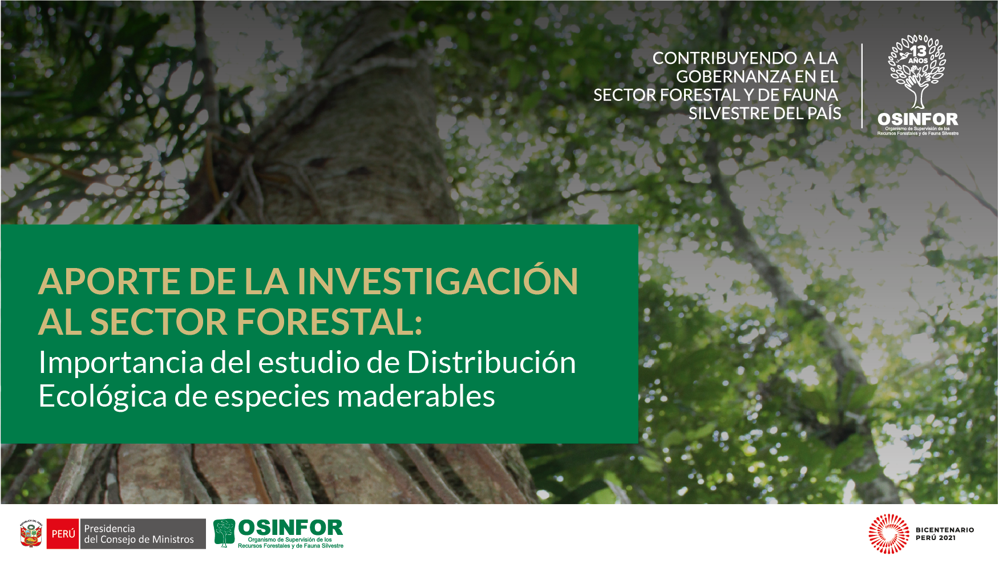 CONTRIBUYENDO A LA
GOBERNANZA EN EL
SECTOR FORESTAL Y DE FAUNA
SILVESTRE DEL PAÍS
13
AÑOS
OSINFOR
Organismo de Supervisión de los
Recursos Forestales y de Fauna Silvestre
APORTE DE LA INVESTIGACIÓN
AL SECTOR FORESTAL:
Importancia del estudio de Distribución
Ecológica de especies maderables
REPÚBLICA DEL PERÚ
PERÚ
Presidencia
del Consejo de Ministros
OSINFOR
Organismo de Supervisión de los
Recursos Forestales y de Fauna Silvestre
BICENTENARIO
PERÚ 2021